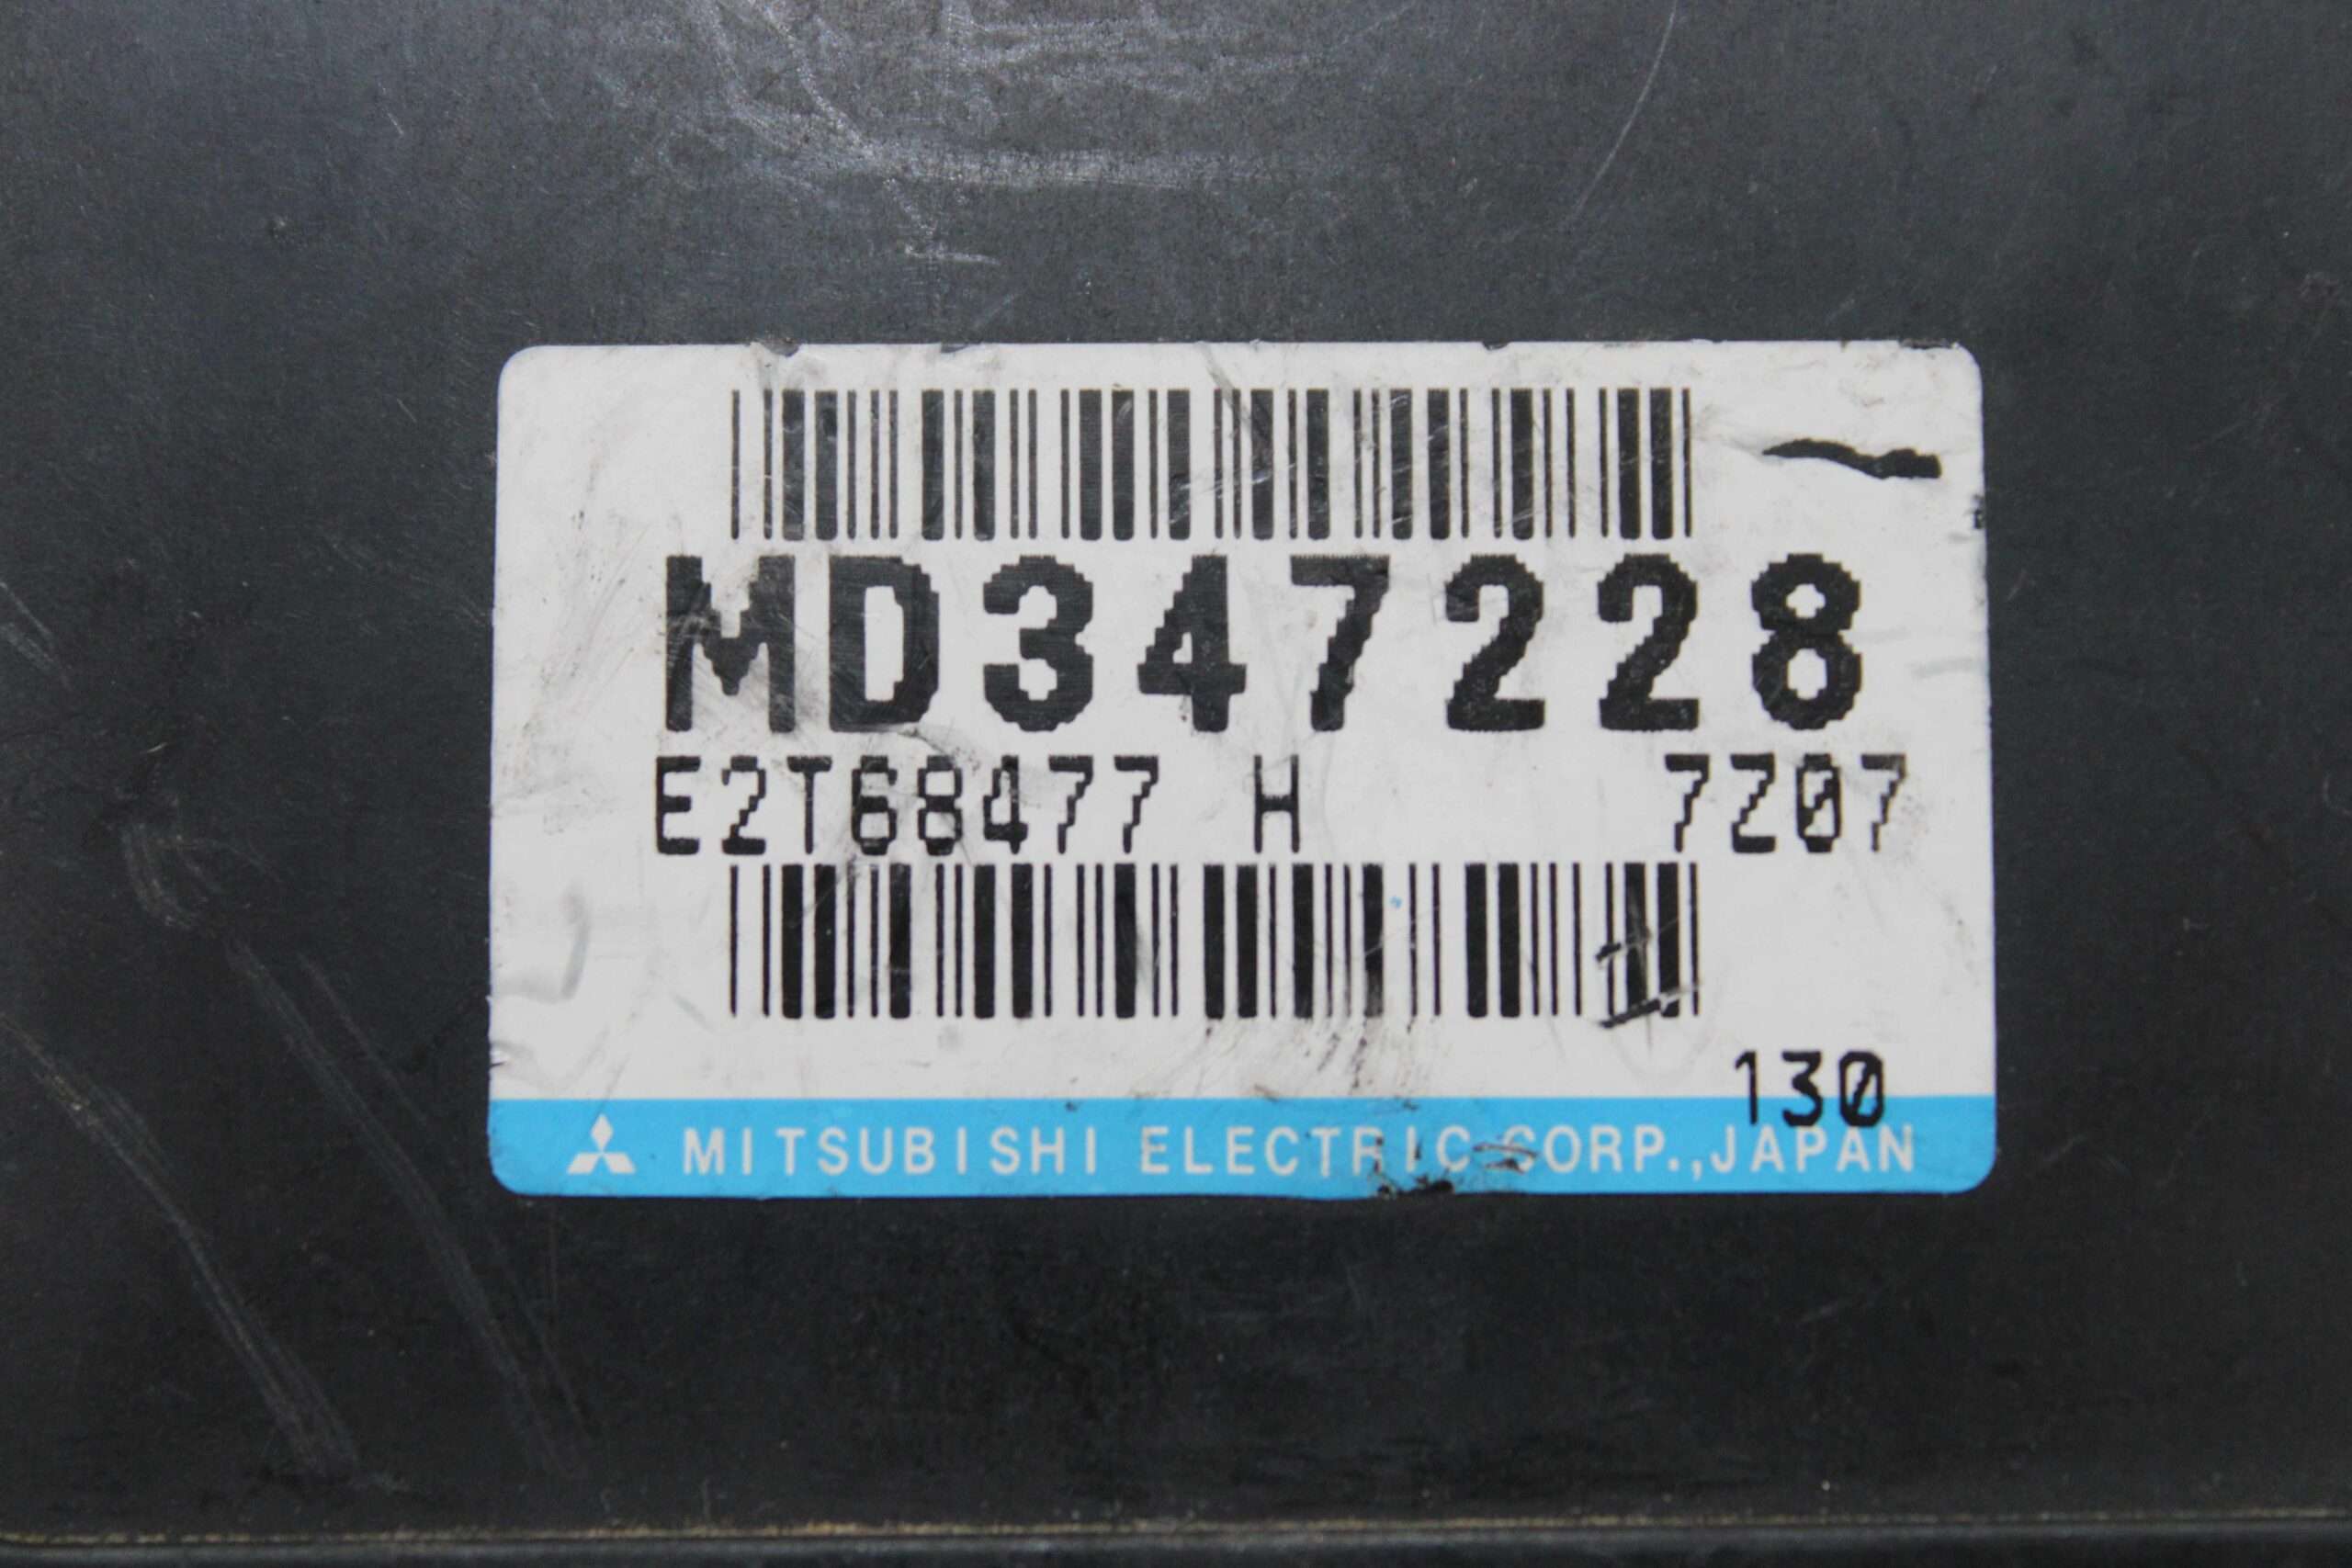 MD347228
E2T68477 H 7Z07
130
MITSUBISHI ELECTRIC CORP.,JAPAN